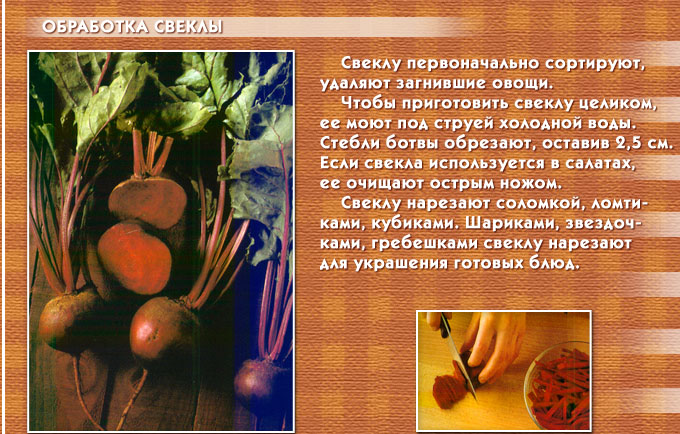 ОБРАБОТКА СВЕКЛЫ
Свеклу первоначально сортируют,
удаляют загнившие овощи.
Чтобы приготовить свеклу целиком,
ее моют под струей холодной воды.
Стебли ботвы обрезают, оставив 2,5 см.
Если свекла используется в салатах,
ее очищают острым ножом.
Свеклу нарезают соломкой, ломти-
ками, кубиками. Шариками, звездоч-
ками, гребешками свеклу нарезают
для украшения готовых блюд.